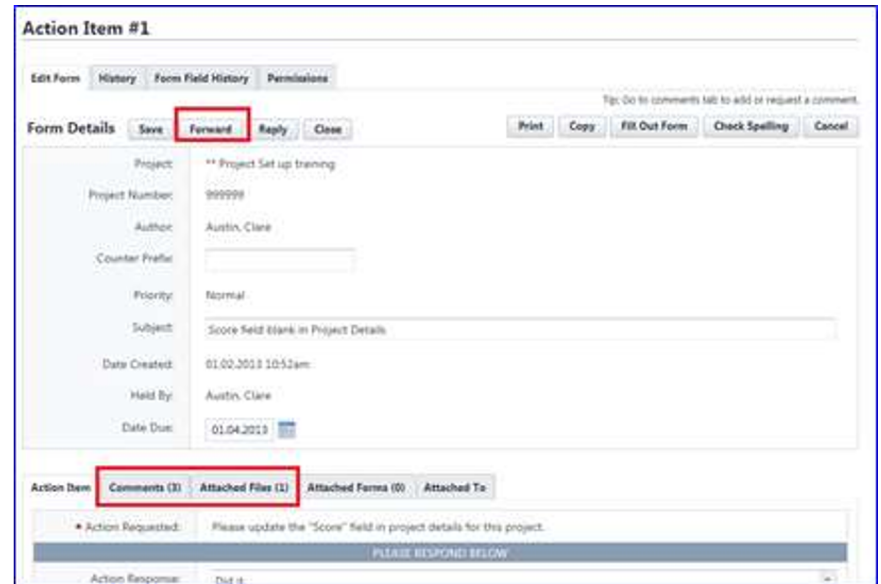 Action Item #1
Edit Form History Form Field History Permissions
Tip: Go to comments tab to add or request a comment.
Form Details Save Forward Reply Close Print Copy Fill Out Form Check Spelling Cancel
Project: ** Project Set up training
Project Number: 999999
Author: Austin, Clare
Counter Prefix:
Priority: Normal
Subject: Score field blank in Project Details
Date Created: 01.02.2013 10:52am
Held By: Austin, Clare
Date Due: 01.04.2013
Action Item Comments (3) Attached Files (1) Attached Forms (0) Attached To
* Action Requested: Please update the "Score" field in project details for this project.
PLEASE RESPOND BELOW
Action Response: Did it